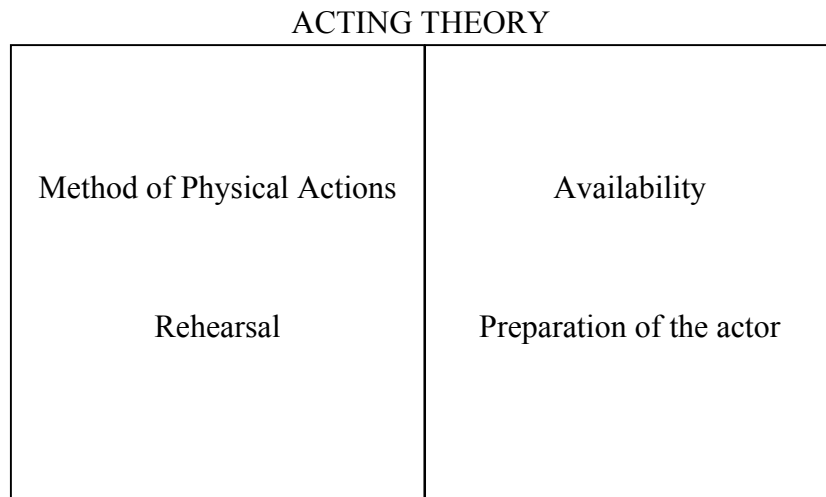 ACTING THEORY
Method of Physical Actions
Rehearsal
Availability
Preparation of the actor